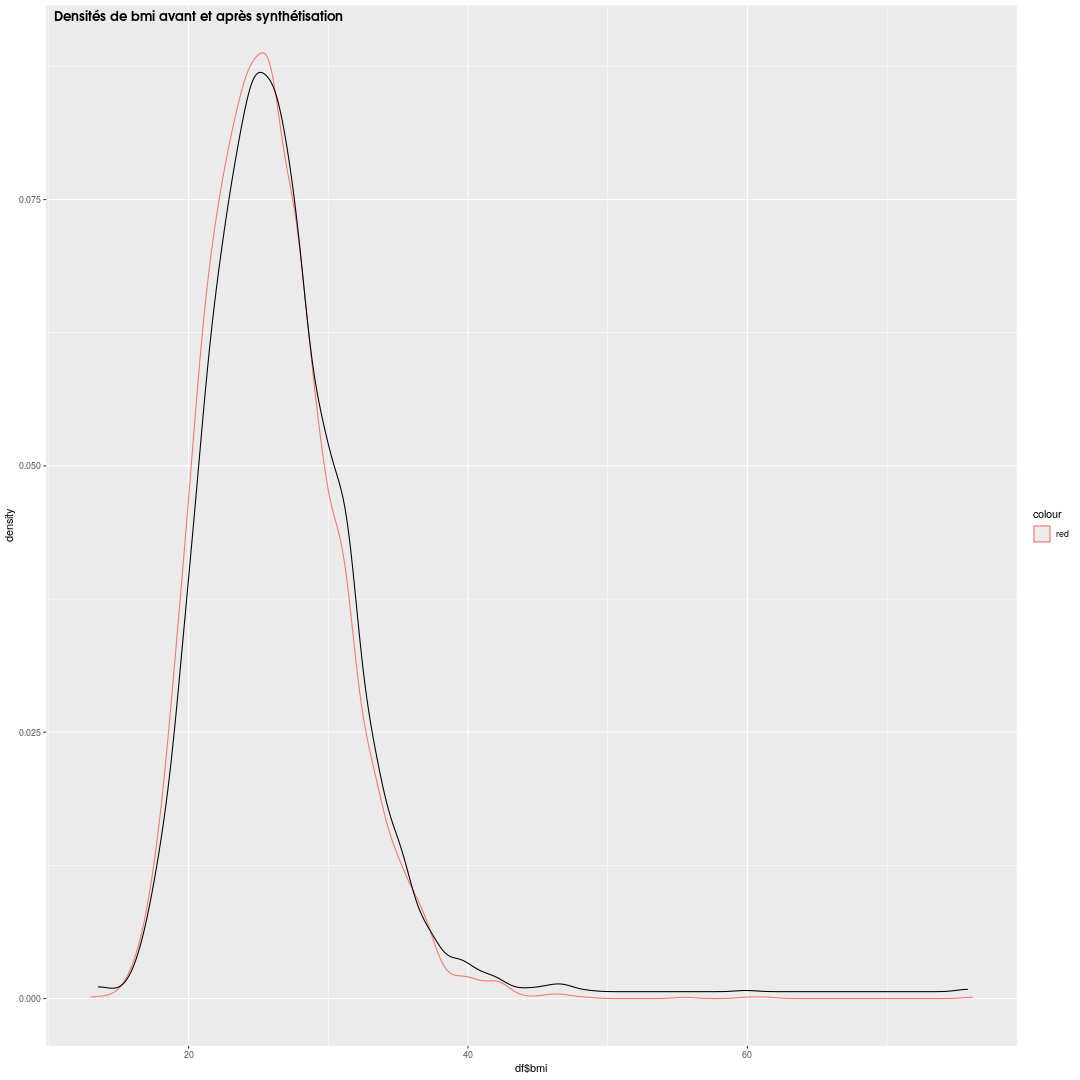 Densités de bmi avant et après synthétisation
0.075
0.050
0.025
0.000
density
20
40
60
df$bmi
colour
red